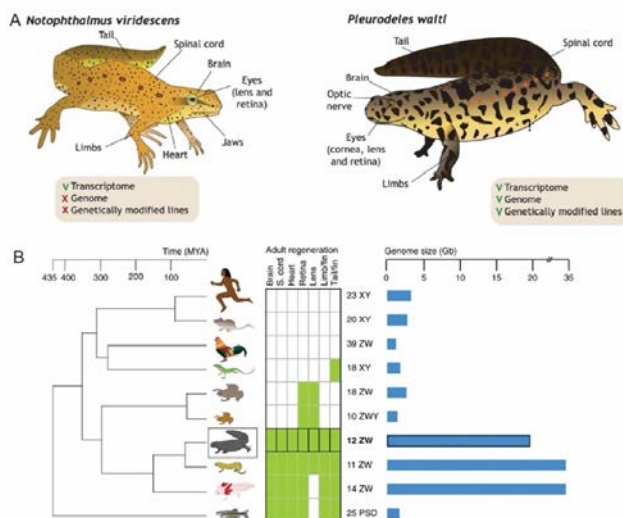 A
Notophthalmus viridescens
Tail
Spinal cord
Brain
Eyes
(lens and
retina)
Jaws
Heart
Limbs
V Transcriptome
X Genome
X Genetically modified lines
Pleurodeles waltl
Tail
Spinal cord
Brain
Optic
nerve
Eyes
(cornea, lens
and retina)
Limbs
V Transcriptome
V Genome
V Genetically modified lines
B
Time (MYA)
435 400 300 200 100
Adult regeneration
Brain
S. cord
Heart
Retina
Lens
Limb/fin
Tail/fin
Genome size (Gb)
0 5 10 15 20 35
23 XY
20 XY
39 ZW
18 XY
18 ZW
10 ZWY
12 ZW
11 ZW
14 ZW
25 PSD